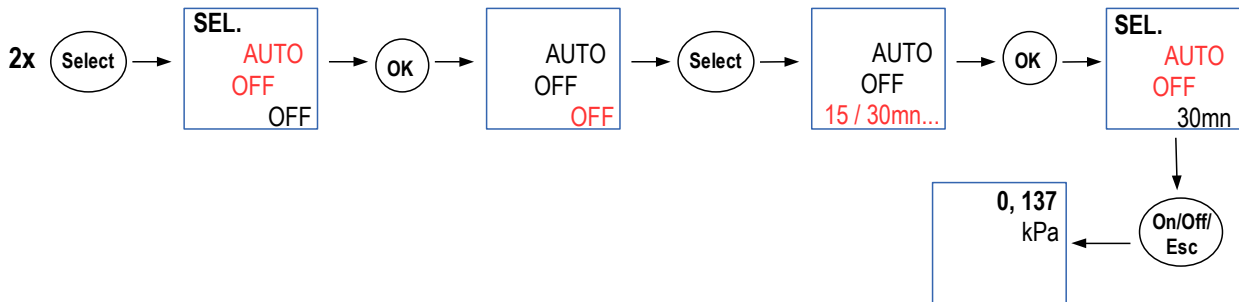 2x
Select
SEL.
AUTO
OFF
OFF
OK
AUTO
OFF
OFF
Select
AUTO
OFF
15 / 30mn...
OK
SEL.
AUTO
OFF
30mn
On/Off/
Esc
0, 137
kPa